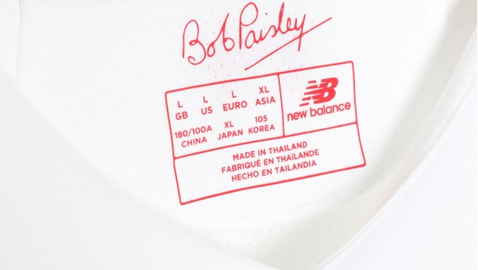 Bob Paisley
L L L XL
GB US EURO ASIA
180/100A XL 105
CHINA JAPAN KOREA
new balance
MADE IN THAILAND
FABRIQUÉ EN THAÏLANDE
HECHO EN TAILANDIA